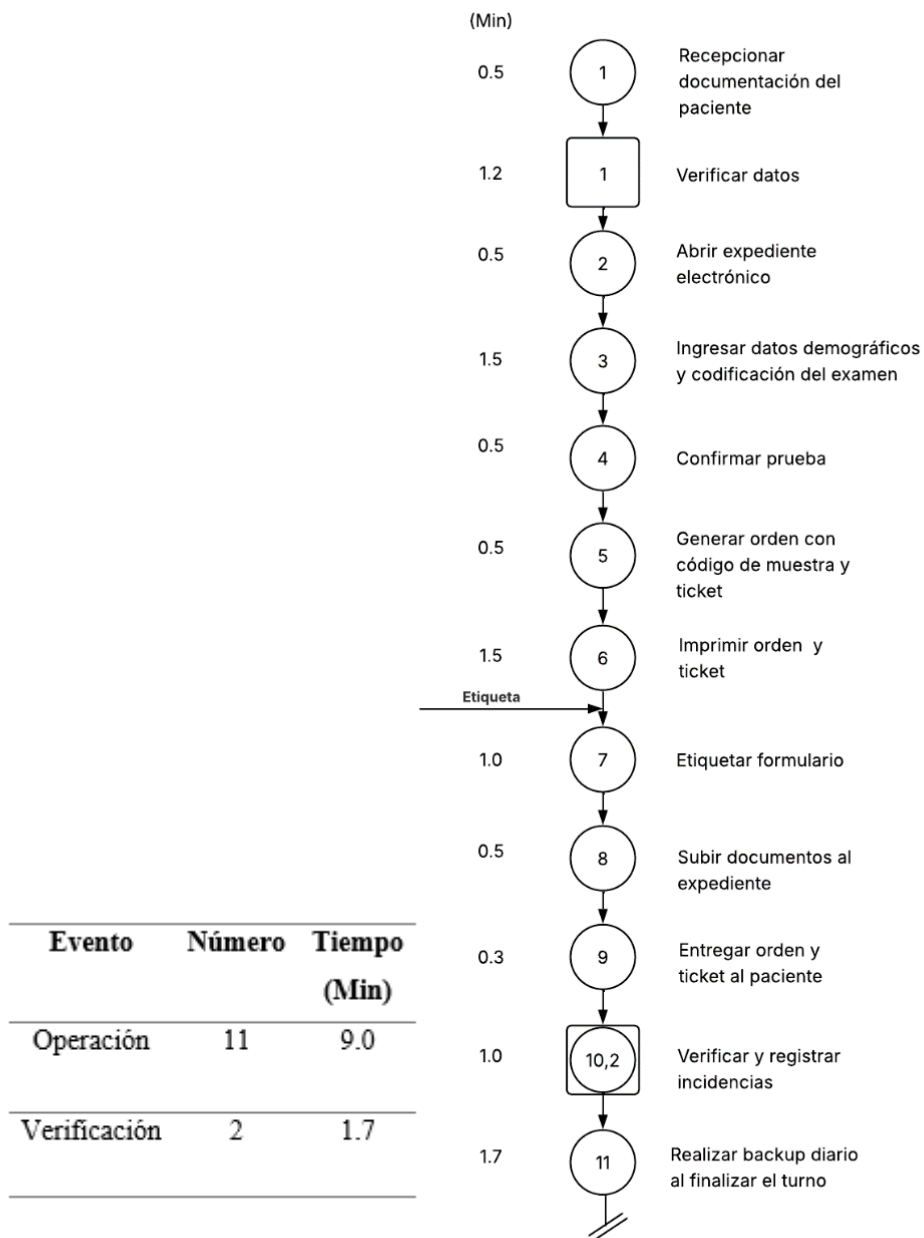 (Min)
0.5
1
Recepcionar
documentación del
paciente
1.2
1
Verificar datos
0.5
2
Abrir expediente
electrónico
1.5
3
Ingresar datos demográficos
y codificación del examen
0.5
4
Confirmar prueba
0.5
5
Generar orden con
código de muestra y
ticket
1.5
6
Imprimir orden y
ticket
Etiqueta
1.0
7
Etiquetar formulario
0.5
8
Subir documentos al
expediente
0.3
9
Entregar orden y
ticket al paciente
1.0
10,2
Verificar y registrar
incidencias
1.7
11
Realizar backup diario
al finalizar el turno
Evento Número Tiempo
(Min)
Operación 11 9.0
Verificación 2 1.7